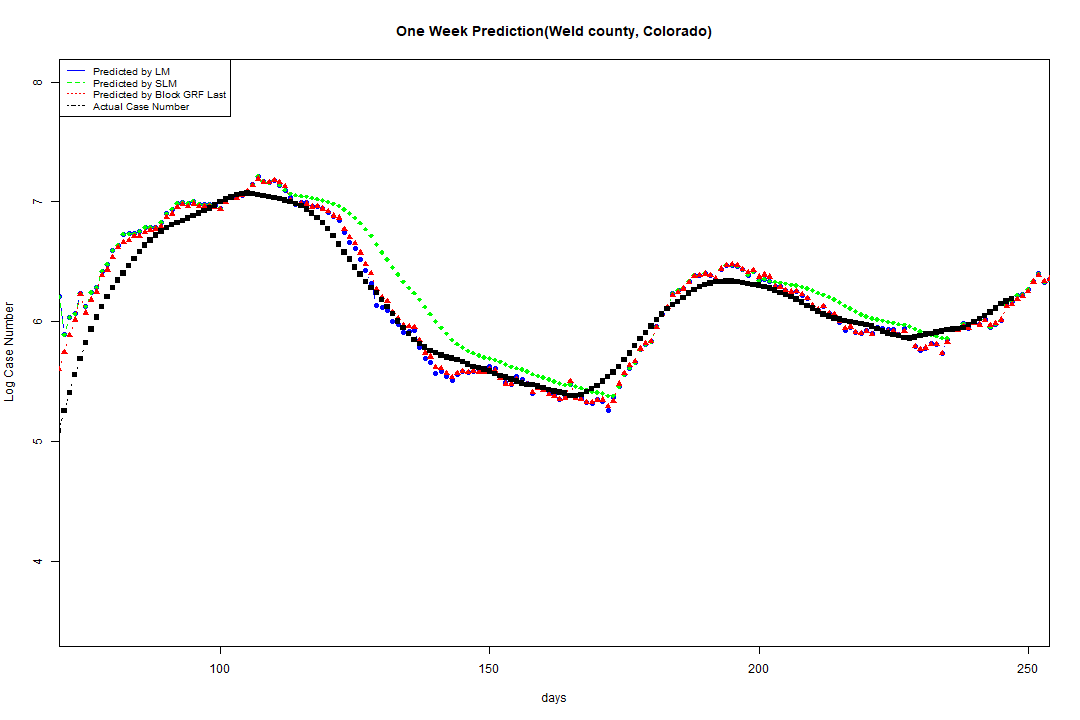 One Week Prediction(Weld county, Colorado)
Predicted by LM
Predicted by SLM
Predicted by Block GRF Last
Actual Case Number
8
7
6
5
4
Log Case Number
100 150 200 250
days